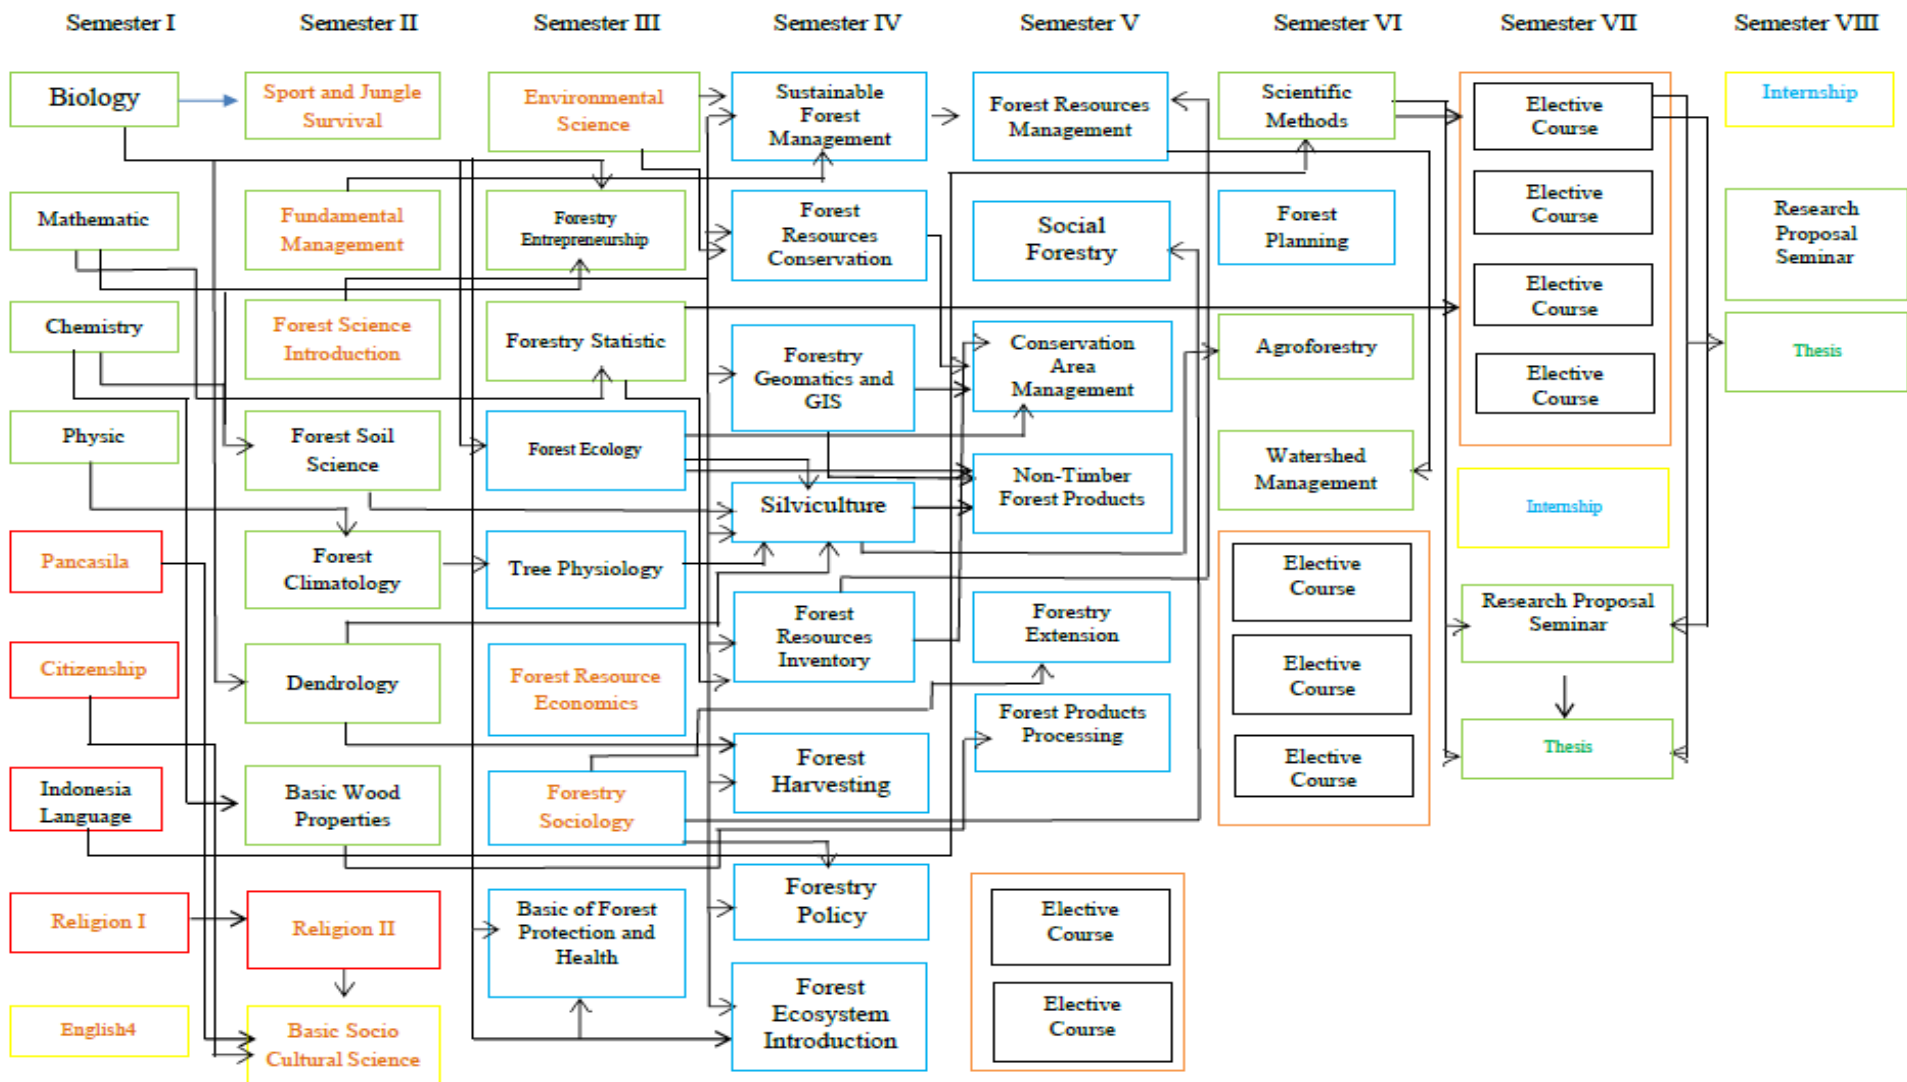 Semester I
Semester II
Semester III
Semester IV
Semester V
Semester VI
Semester VII
Semester VIII
Biology
Mathematic
Chemistry
Physic
Pancasila
Citizenship
Indonesia
Language
Religion I
English4
Sport and Jungle
Survival
Fundamental
Management
Forest Science
Introduction
Forest Soil
Science
Forest
Climatology
Dendrology
Basic Wood
Properties
Religion II
Basic Socio
Cultural Science
Environmental
Science
Forestry
Entrepreneurship
Forestry Statistic
Forest Ecology
Tree Physiology
Forest Resource
Economics
Forestry
Sociology
Basic of Forest
Protection and
Health
Sustainable
Forest
Management
Forest
Resources
Conservation
Forestry
Geomatics and
GIS
Silviculture
Forest
Resources
Inventory
Forest
Harvesting
Forestry
Policy
Forest
Ecosystem
Introduction
Forest Resources
Management
Social
Forestry
Conservation
Area
Management
Non-Timber
Forest Products
Forestry
Extension
Forest Products
Processing
Elective
Course
Elective
Course
Scientific
Methods
Forest
Planning
Agroforestry
Watershed
Management
Elective
Course
Elective
Course
Elective
Course
Elective
Course
Elective
Course
Elective
Course
Elective
Course
Internship
Research Proposal
Seminar
Thesis
Internship
Research
Proposal
Seminar
Thesis